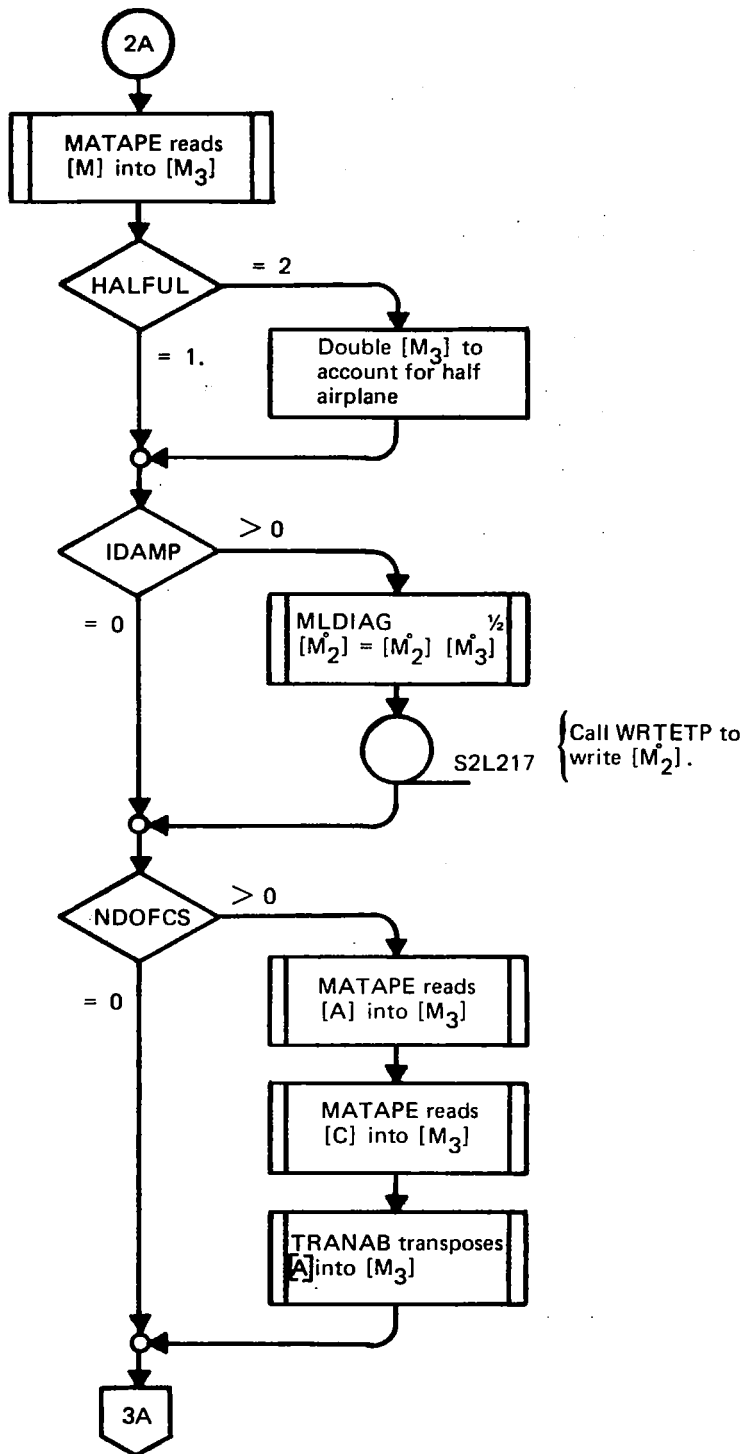 2A
MATAPE reads
[M] into [M3]
HALFUL
= 2
= 1.
Double [M3] to
account for half
airplane
IDAMP
> 0
= 0
MLDIAG ½
[M̊2] = [M̊2] [M̊3]
S2L217
{Call WRTETP to
write [M̊2].
NDOFCS
> 0
= 0
MATAPE reads
[A] into [M3]
MATAPE reads
[C] into [M3]
TRANAB transposes
[A] into [M3]
3A